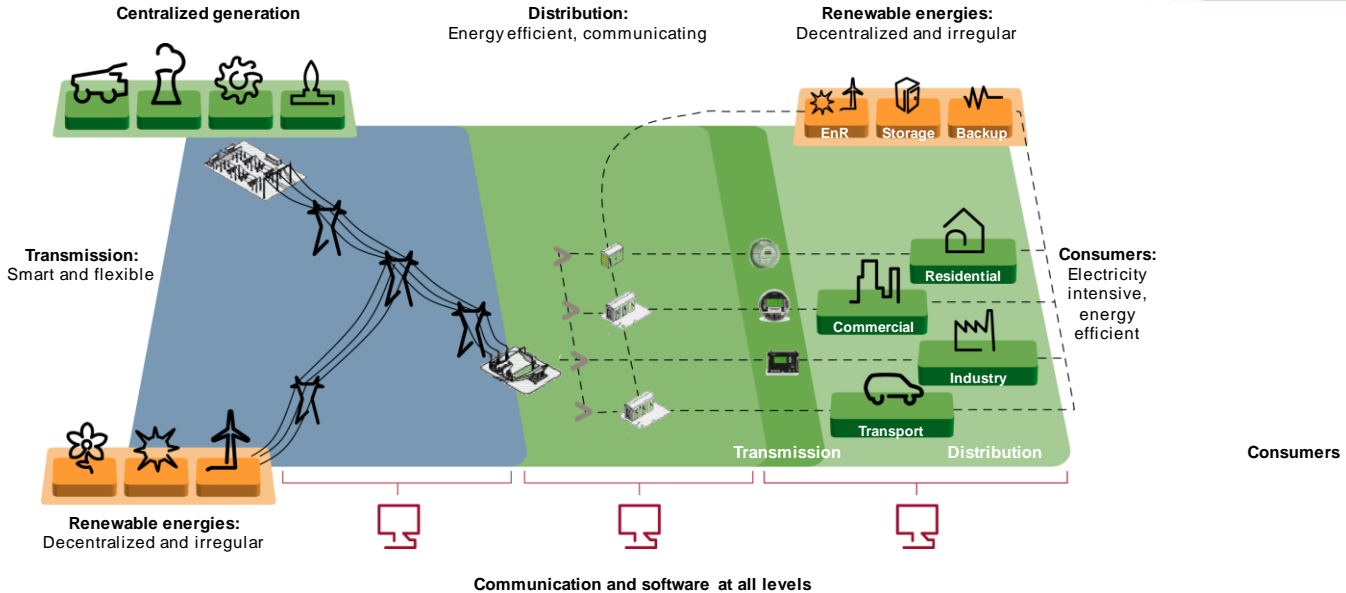 Centralized generation
Distribution:
Energy efficient, communicating
Renewable energies:
Decentralized and irregular
EnR
Storage
Backup
Transmission:
Smart and flexible
Residential
Commercial
Industry
Transport
Consumers:
Electricity
intensive,
energy
efficient
Transmission
Distribution
Consumers
Renewable energies:
Decentralized and irregular
Communication and software at all levels